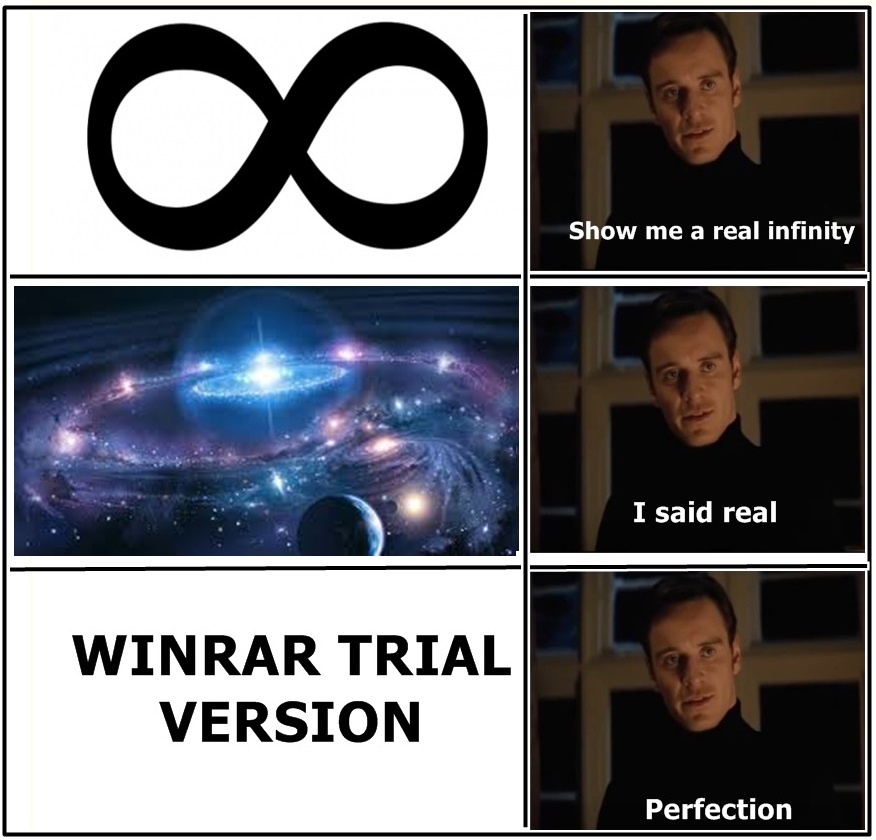 Show me a real infinity
I said real
WINRAR TRIAL
VERSION
Perfection